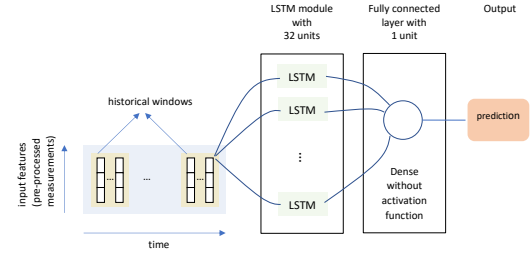 LSTM module
with
32 units
Fully connected
layer with
1 unit
Output
historical windows
LSTM
LSTM
...
LSTM
prediction
Dense
without
activation
function
input features
(pre-processed
measurements)
...
...
...
time